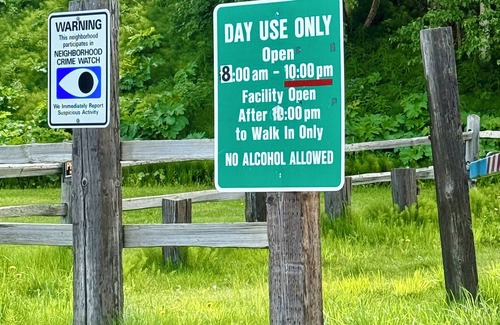 WARNING
This neighborhood
participates in
NEIGHBORHOOD
CRIME WATCH
We Immediately Report
Suspicious Activity
DAY USE ONLY
Open
8:00 am - 10:00 pm
Facility Open
After 10:00 pm
to Walk In Only
NO ALCOHOL ALLOWED